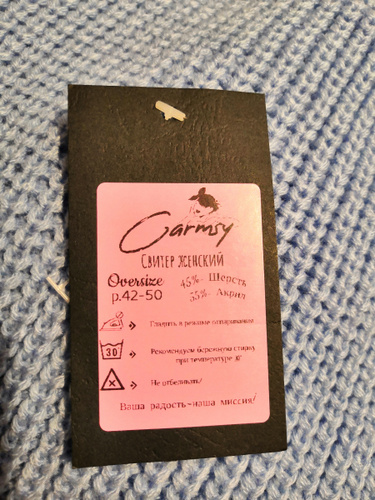 Carmsy
Свитер женский
Oversize
р.42-50
45%- Шерсть
55%- Акрил
Гладить в режиме отпаривания
30
Рекомендуем бережную стирку
при температуре 30°
Не отбеливать!
Ваша радость-наша миссия!